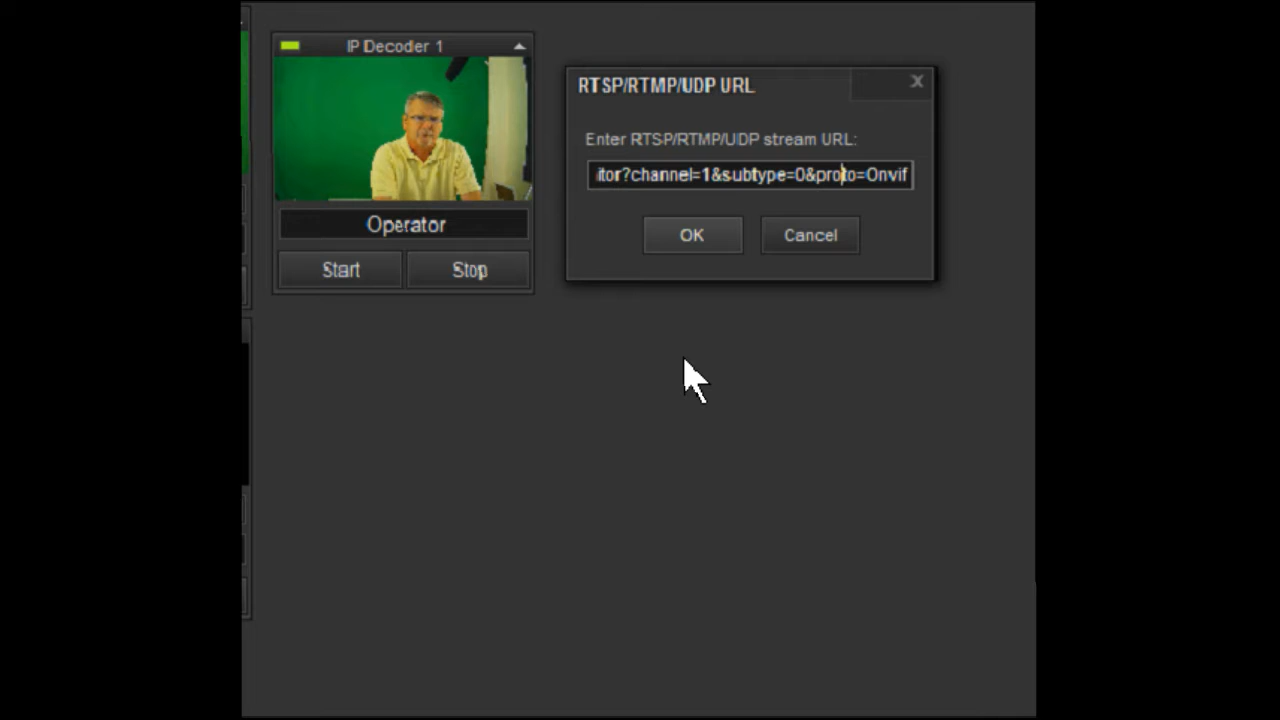 IP Decoder 1
Operator
Start
Stop
RTSP/RTMP/UDP URL
Enter RTSP/RTMP/UDP stream URL:
itor?channel=1&subtype=0&proto=Onvif
OK
Cancel